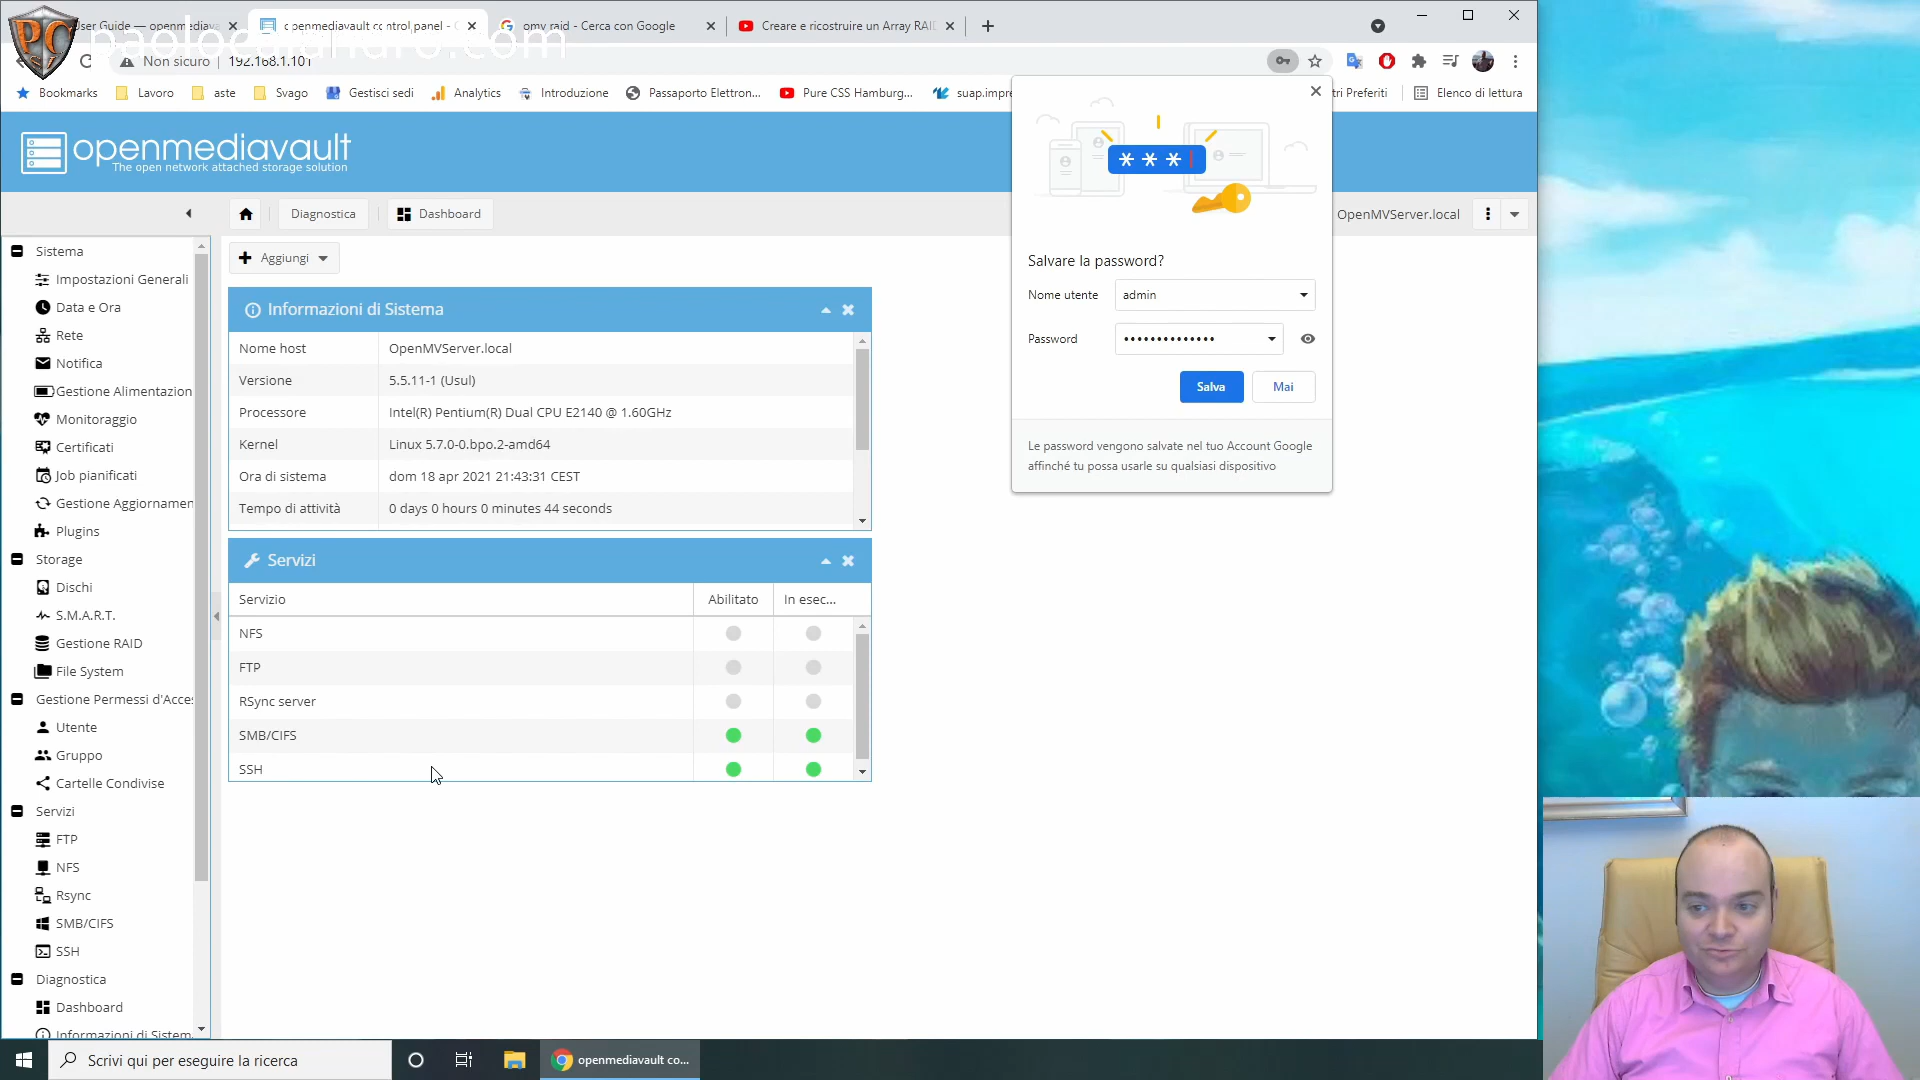 User Guide — openmediava
openmediavault control panel - C
omv raid - Cerca con Google
Creare e ricostruire un Array RAID
paolocalandro.com
Non sicuro
192.168.1.101
Bookmarks
Lavoro
aste
Svago
Gestisci sedi
Analytics
Introduzione
Passaporto Elettron...
Pure CSS Hamburg...
suap.impre
tri Preferiti
Elenco di lettura
openmediavault
The open network attached storage solution
Diagnostica
Dashboard
OpenMVServer.local
Sistema
Impostazioni Generali
Data e Ora
Rete
Notifica
Gestione Alimentazion
Monitoraggio
Certificati
Job pianificati
Gestione Aggiornamen
Plugins
Storage
Dischi
S.M.A.R.T.
Gestione RAID
File System
Gestione Permessi d'Acces
Utente
Gruppo
Cartelle Condivise
Servizi
FTP
NFS
Rsync
SMB/CIFS
SSH
Diagnostica
Dashboard
Informazioni di Sistem
Aggiungi
Informazioni di Sistema
Nome host OpenMVServer.local
Versione 5.5.11-1 (Usul)
Processore Intel(R) Pentium(R) Dual CPU E2140 @ 1.60GHz
Kernel Linux 5.7.0-0.bpo.2-amd64
Ora di sistema dom 18 apr 2021 21:43:31 CEST
Tempo di attività 0 days 0 hours 0 minutes 44 seconds
Servizi
Servizio Abilitato In esec...
NFS
FTP
RSync server
SMB/CIFS
SSH
* * *
Salvare la password?
Nome utente admin
Password ••••••••••••••
Salva Mai
Le password vengono salvate nel tuo Account Google
affinché tu possa usarle su qualsiasi dispositivo
Scrivi qui per eseguire la ricerca
openmediavault co...